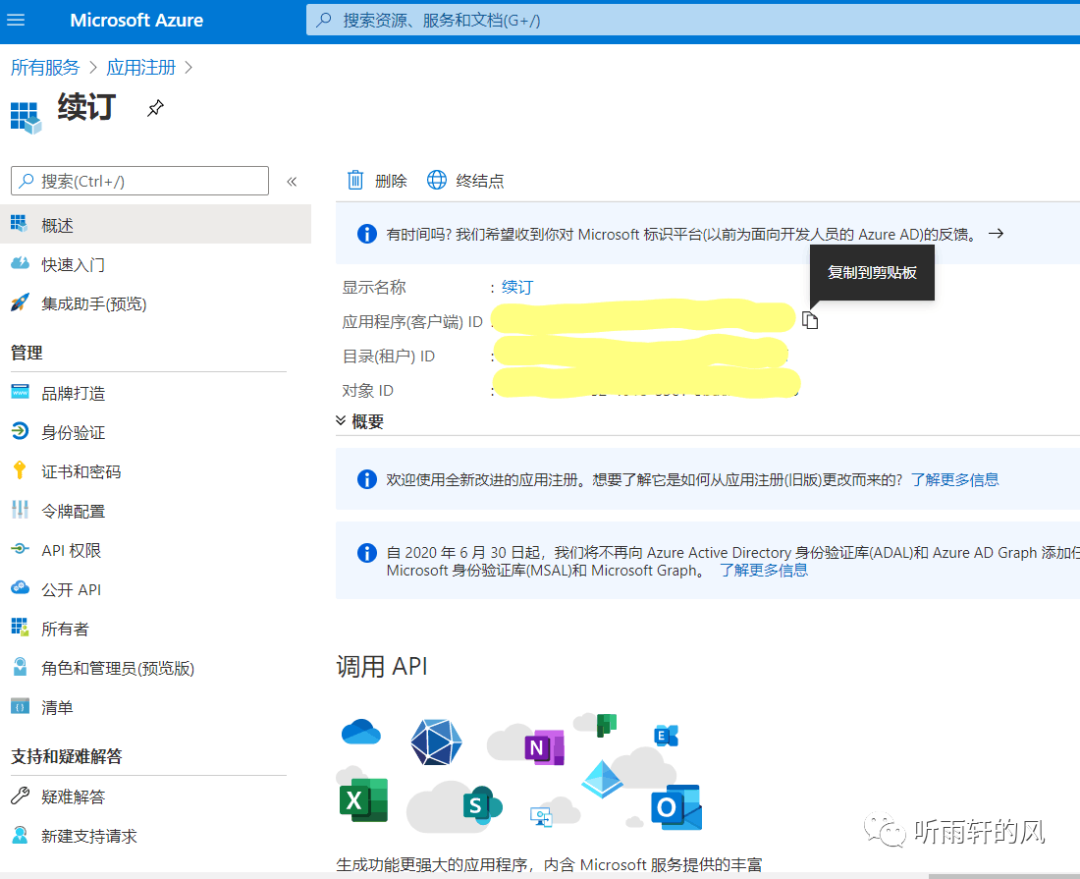 Microsoft Azure
搜索资源、服务和文档(G+/)
所有服务 > 应用注册 >
续订
搜索(Ctrl+/)
«
概述
快速入门
集成助手(预览)
管理
品牌打造
身份验证
证书和密码
令牌配置
API 权限
公开 API
所有者
角色和管理员(预览版)
清单
支持和疑难解答
疑难解答
新建支持请求
删除
终结点
有时间吗? 我们希望收到你对 Microsoft 标识平台(以前为面向开发人员的 Azure AD)的反馈。 →
复制到剪贴板
显示名称 : 续订
应用程序(客户端) ID :
目录(租户) ID :
对象 ID :
概要
欢迎使用全新改进的应用注册。想要了解它是如何从应用注册(旧版)更改而来的? 了解更多信息
自 2020 年 6 月 30 日起，我们将不再向 Azure Active Directory 身份验证库(ADAL)和 Azure AD Graph 添加
Microsoft 身份验证库(MSAL)和 Microsoft Graph。 了解更多信息
调用 API
N
E
X
S
O
生成功能更强大的应用程序，内含 Microsoft 服务提供的丰富
听雨轩的风